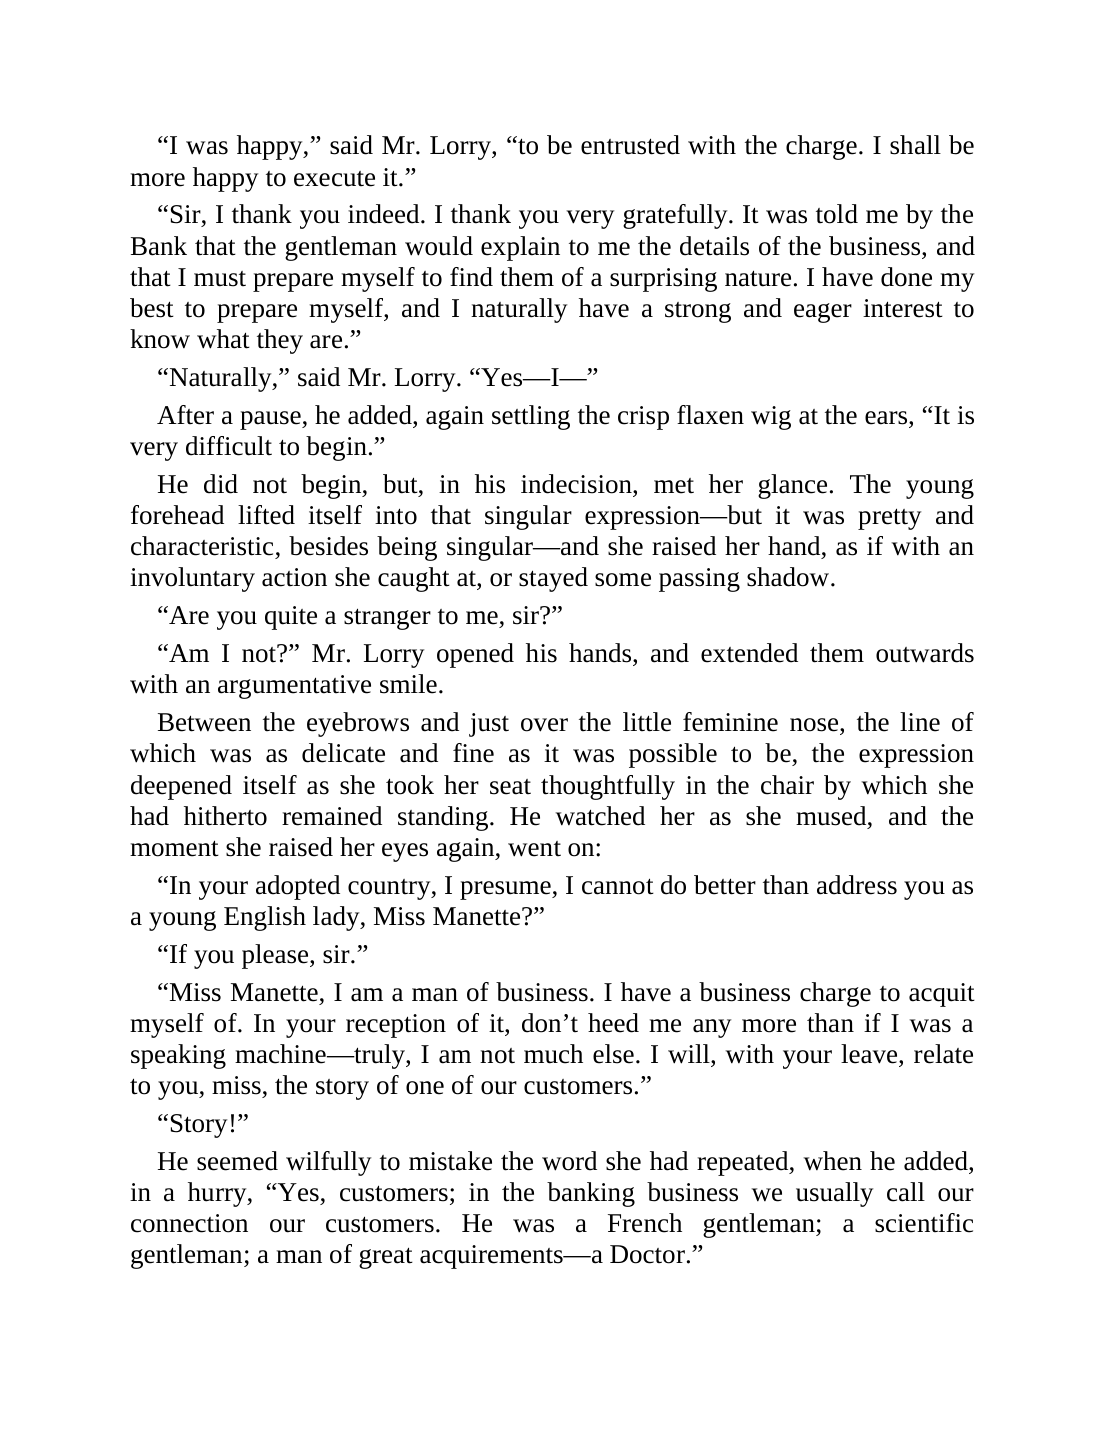 “I was happy,” said Mr. Lorry, “to be entrusted with the charge. I shall be
more happy to execute it.”
“Sir, I thank you indeed. I thank you very gratefully. It was told me by the
Bank that the gentleman would explain to me the details of the business, and
that I must prepare myself to find them of a surprising nature. I have done my
best to prepare myself, and I naturally have a strong and eager interest to
know what they are.”
“Naturally,” said Mr. Lorry. “Yes—I—”
After a pause, he added, again settling the crisp flaxen wig at the ears, “It is
very difficult to begin.”
He did not begin, but, in his indecision, met her glance. The young
forehead lifted itself into that singular expression—but it was pretty and
characteristic, besides being singular—and she raised her hand, as if with an
involuntary action she caught at, or stayed some passing shadow.
“Are you quite a stranger to me, sir?”
“Am I not?” Mr. Lorry opened his hands, and extended them outwards
with an argumentative smile.
Between the eyebrows and just over the little feminine nose, the line of
which was as delicate and fine as it was possible to be, the expression
deepened itself as she took her seat thoughtfully in the chair by which she
had hitherto remained standing. He watched her as she mused, and the
moment she raised her eyes again, went on:
“In your adopted country, I presume, I cannot do better than address you as
a young English lady, Miss Manette?”
“If you please, sir.”
“Miss Manette, I am a man of business. I have a business charge to acquit
myself of. In your reception of it, don’t heed me any more than if I was a
speaking machine—truly, I am not much else. I will, with your leave, relate
to you, miss, the story of one of our customers.”
“Story!”
He seemed wilfully to mistake the word she had repeated, when he added,
in a hurry, “Yes, customers; in the banking business we usually call our
connection our customers. He was a French gentleman; a scientific
gentleman; a man of great acquirements—a Doctor.”